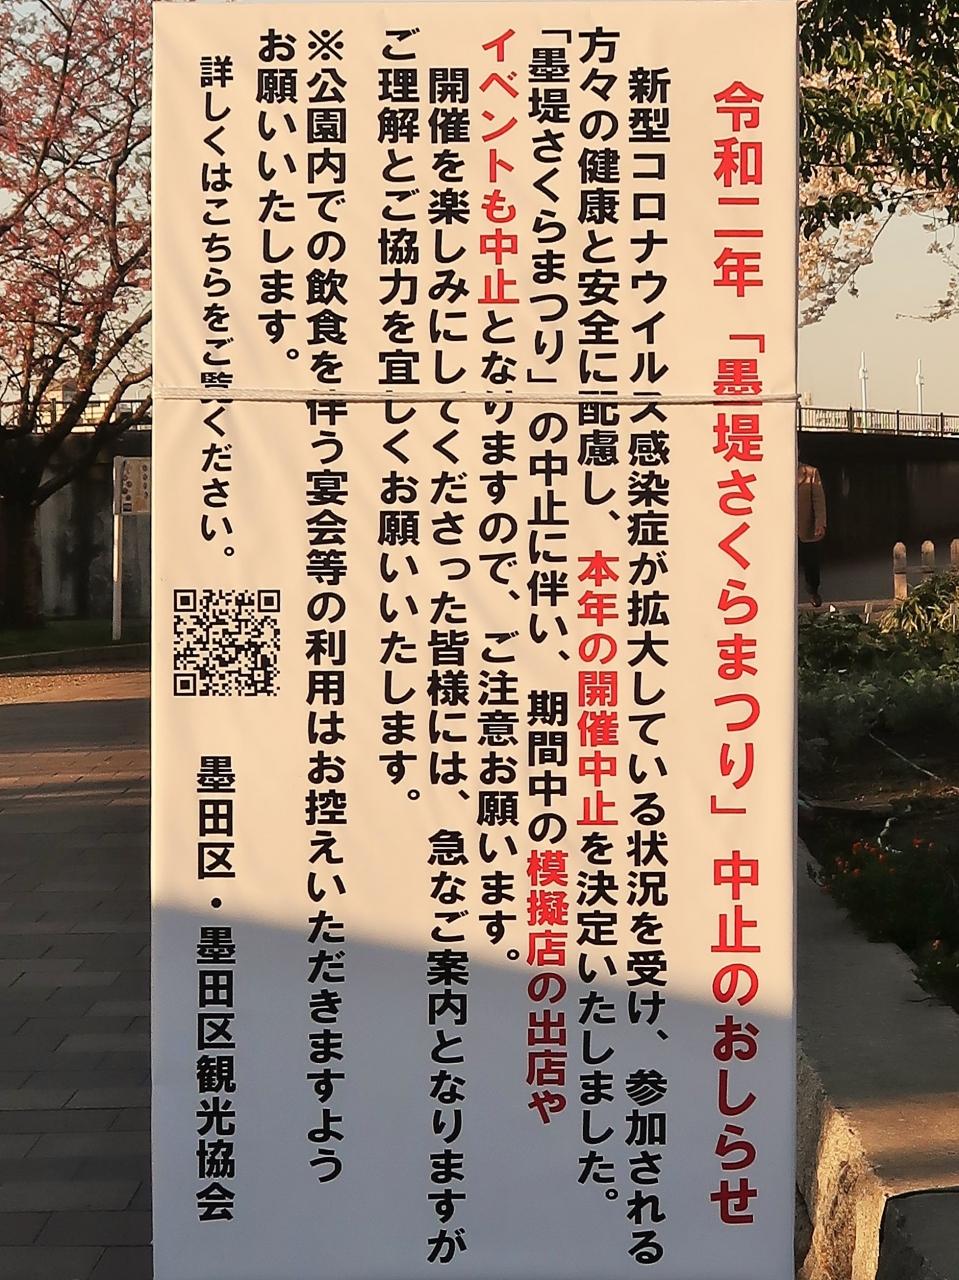 令和二年「墨堤さくらまつり」中止のおしらせ
新型コロナウイルス感染症が拡大している状況を受け、参加される
方々の健康と安全に配慮し、本年の開催中止を決定いたしました。
「墨堤さくらまつり」の中止に伴い、期間中の模擬店の出店や
イベントも中止となりますので、ご注意お願います。
開催を楽しみにしてくださった皆様には、急なご案内となりますが
ご理解とご協力を宜しくお願いいたします。
※公園内での飲食を伴う宴会等の利用はお控えいただきますよう
お願いいたします。
詳しくはこちらをご覧ください。
墨田区・墨田区観光協会